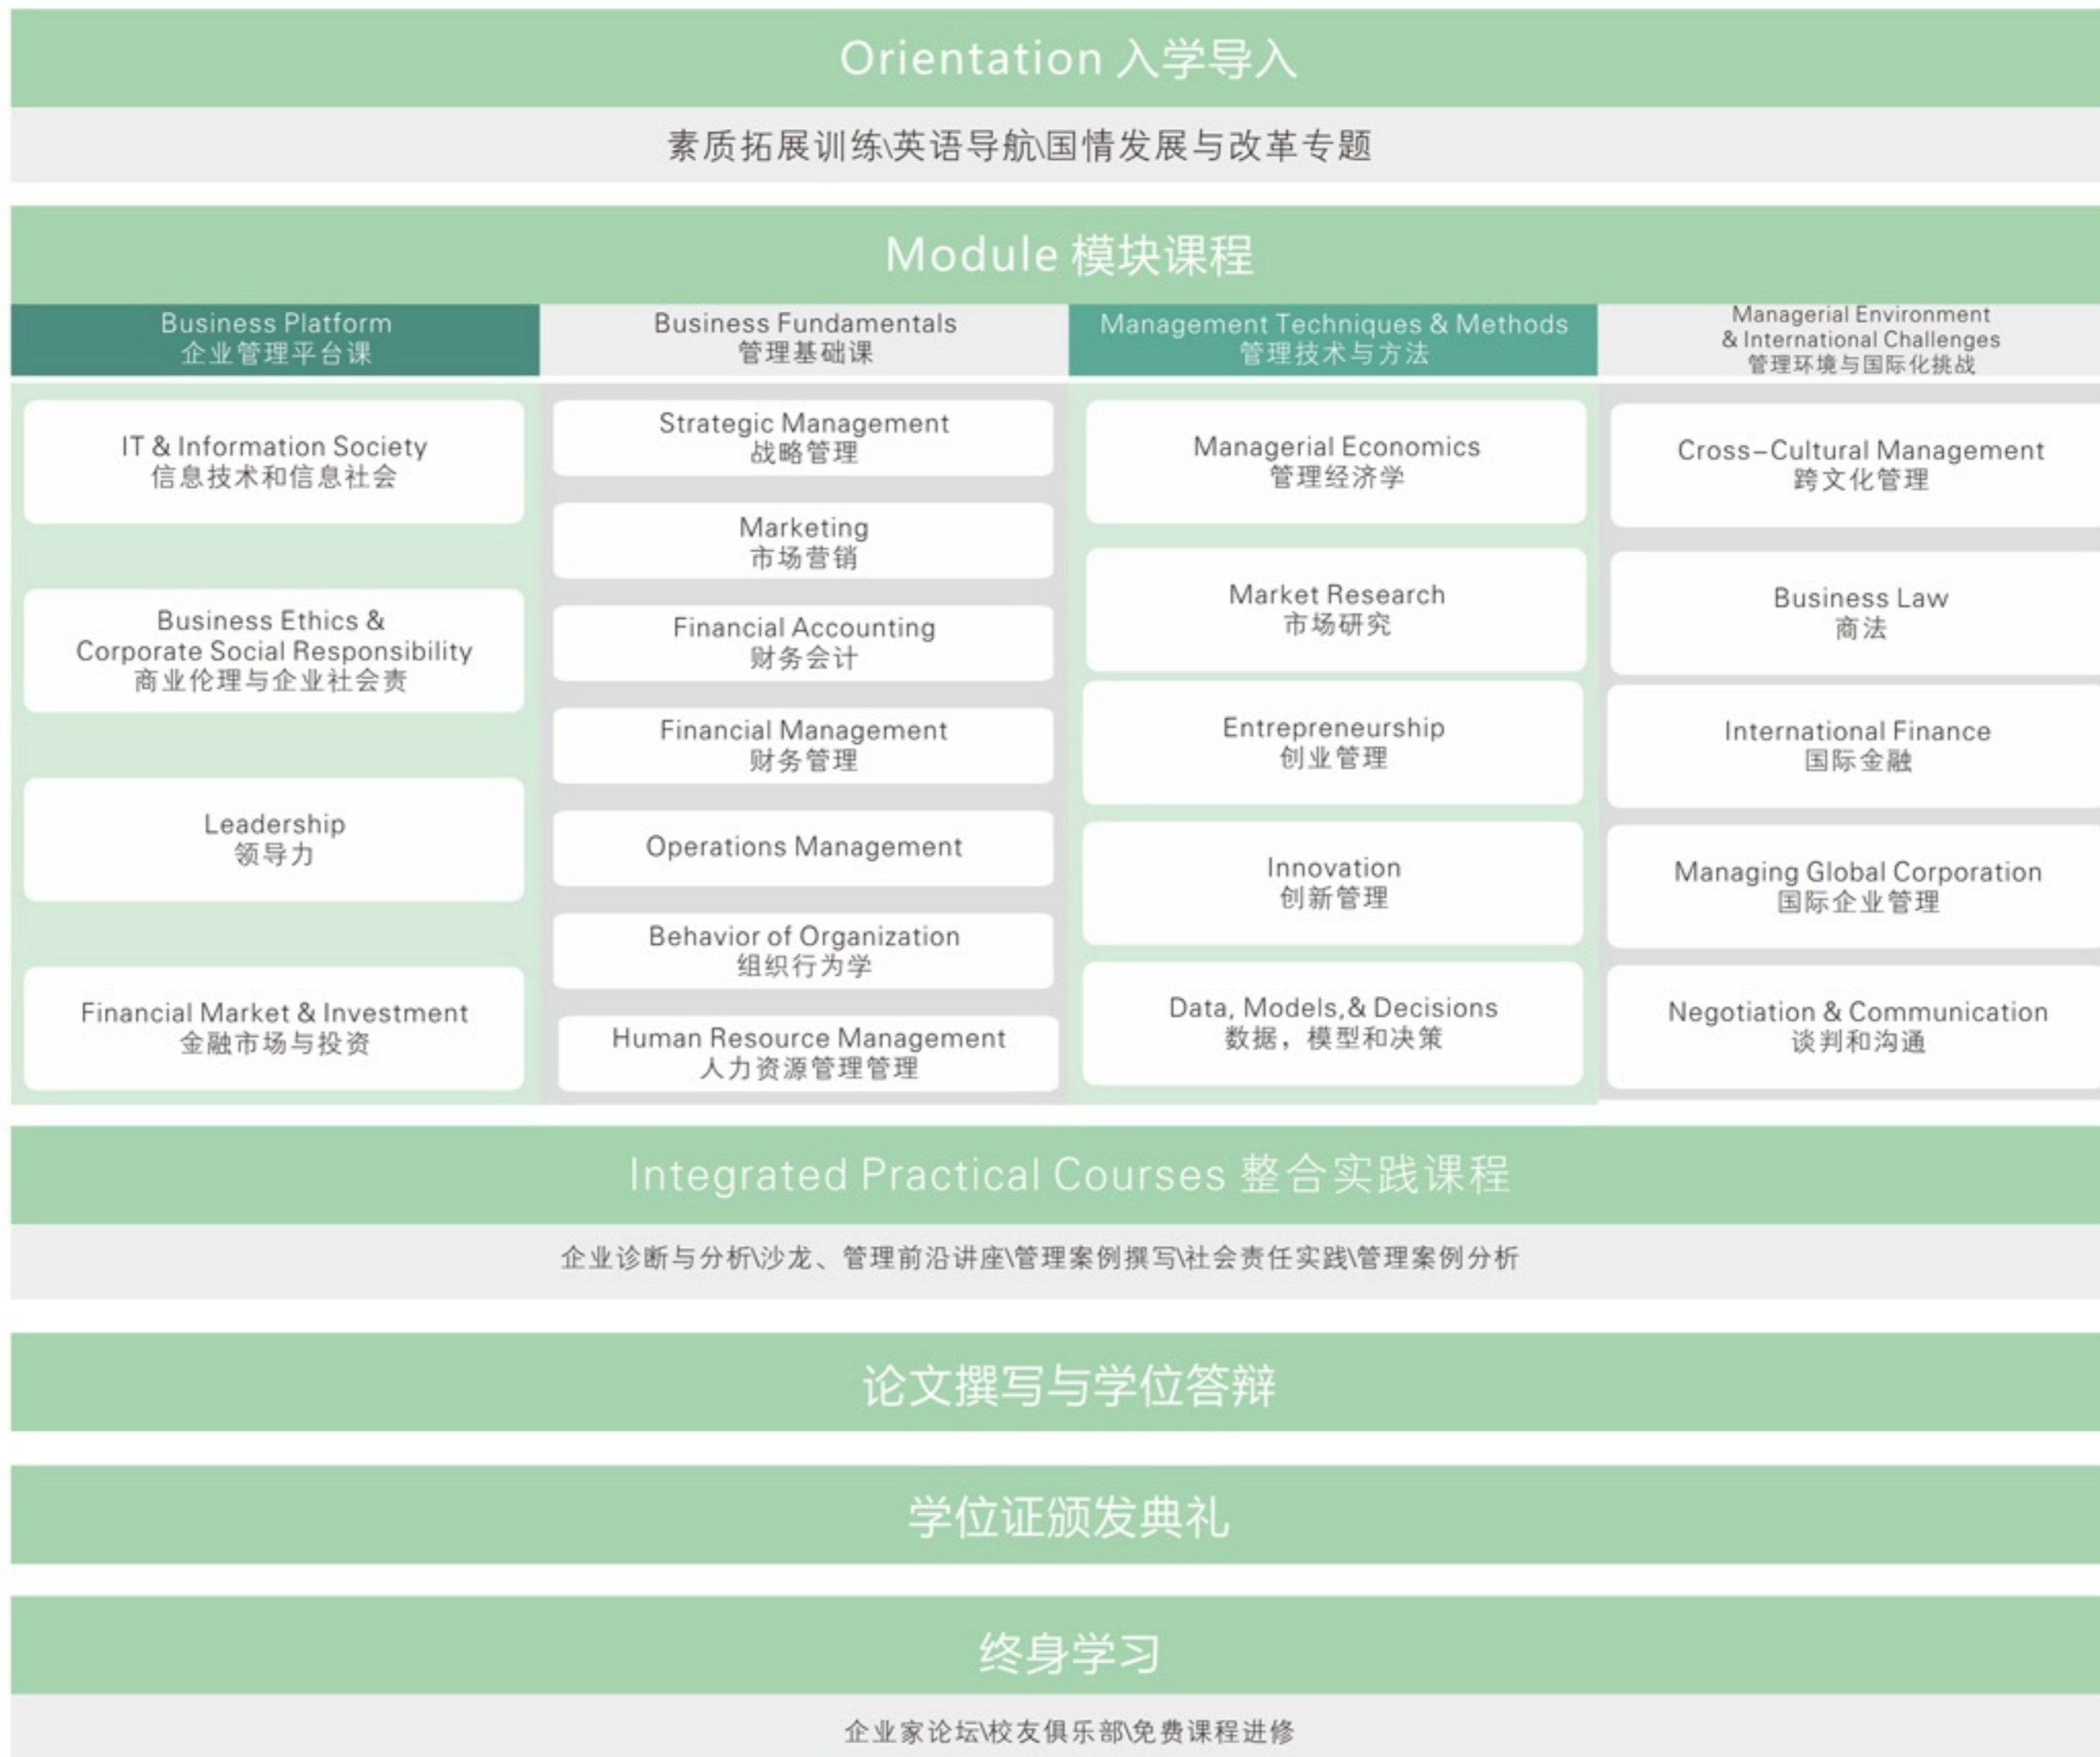 Orientation 入学导入
素质拓展训练\英语导航\国情发展与改革专题
Module 模块课程
Business Platform
企业管理平台课
IT & Information Society
信息技术和信息社会
Business Ethics &
Corporate Social Responsibility
商业伦理与企业社会责
Leadership
领导力
Financial Market & Investment
金融市场与投资
Business Fundamentals
管理基础课
Strategic Management
战略管理
Marketing
市场营销
Financial Accounting
财务会计
Financial Management
财务管理
Operations Management
Behavior of Organization
组织行为学
Human Resource Management
人力资源管理管理
Management Techniques & Methods
管理技术与方法
Managerial Economics
管理经济学
Market Research
市场研究
Entrepreneurship
创业管理
Innovation
创新管理
Data, Models,& Decisions
数据，模型和决策
Managerial Environment
& International Challenges
管理环境与国际化挑战
Cross–Cultural Management
跨文化管理
Business Law
商法
International Finance
国际金融
Managing Global Corporation
国际企业管理
Negotiation & Communication
谈判和沟通
Integrated Practical Courses 整合实践课程
企业诊断与分析\沙龙、管理前沿讲座\管理案例撰写\社会责任实践\管理案例分析
论文撰写与学位答辩
学位证颁发典礼
终身学习
企业家论坛\校友俱乐部\免费课程进修